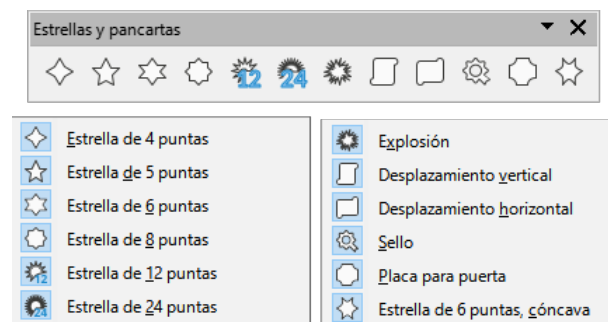 Estrellas y pancartas
12 24
Estrella de 4 puntas
Estrella de 5 puntas
Estrella de 6 puntas
Estrella de 8 puntas
12 Estrella de 12 puntas
24 Estrella de 24 puntas
Explosión
Desplazamiento vertical
Desplazamiento horizontal
Sello
Placa para puerta
Estrella de 6 puntas, cóncava